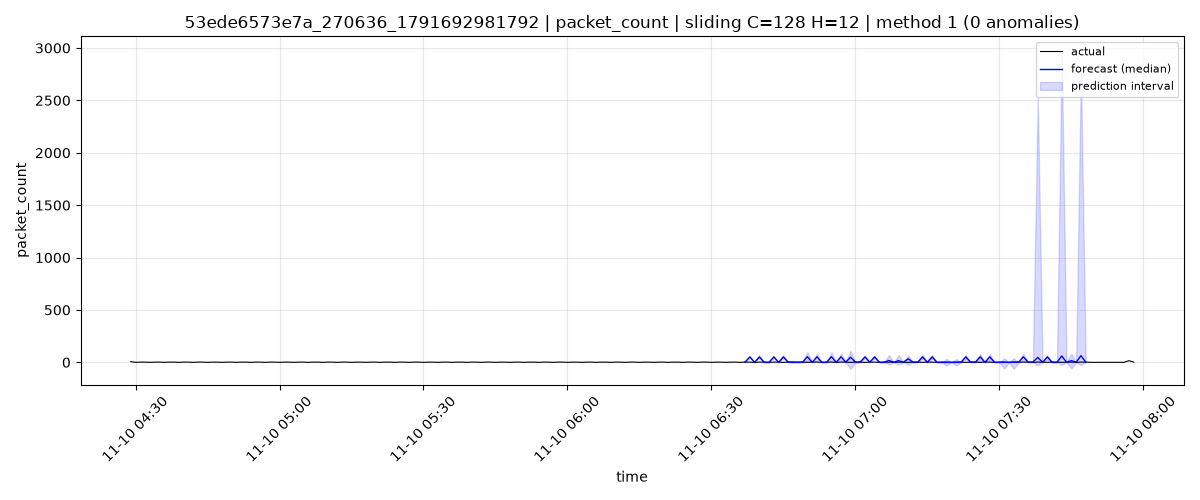 53ede6573e7a_270636_1791692981792 | packet_count | sliding C=128 H=12 | method 1 (0 anomalies)
actual
forecast (median)
prediction interval
packet_count
3000
2500
2000
1500
1000
500
0
11-10 04:30
11-10 05:00
11-10 05:30
11-10 06:00
11-10 06:30
11-10 07:00
11-10 07:30
11-10 08:00
time